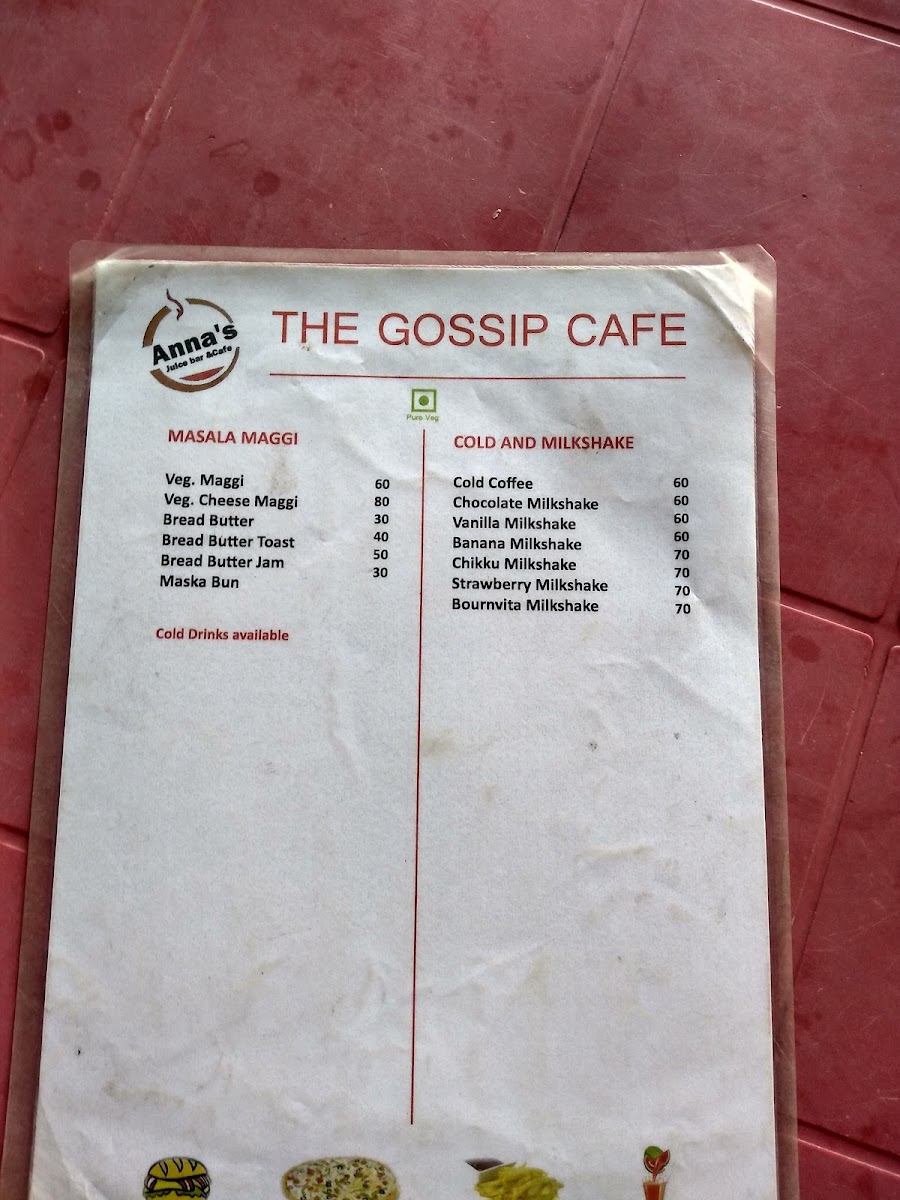 Anna's
Juice bar &Cafe
THE GOSSIP CAFE
Pure Veg
MASALA MAGGI
Veg. Maggi 60
Veg. Cheese Maggi 80
Bread Butter 30
Bread Butter Toast 40
Bread Butter Jam 50
Maska Bun 30
Cold Drinks available
COLD AND MILKSHAKE
Cold Coffee 60
Chocolate Milkshake 60
Vanilla Milkshake 60
Banana Milkshake 60
Chikku Milkshake 70
Strawberry Milkshake 70
Bournvita Milkshake 70
70